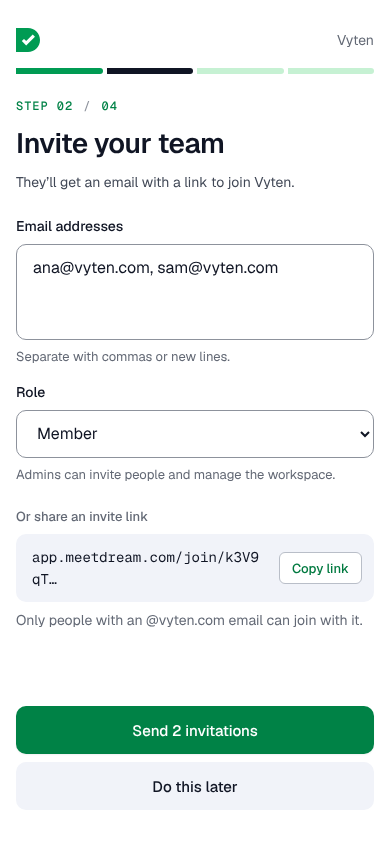 Vyten
STEP 02 / 04
Invite your team
They’ll get an email with a link to join Vyten.
Email addresses
ana@vyten.com, sam@vyten.com
Separate with commas or new lines.
Role
Member
Admins can invite people and manage the workspace.
Or share an invite link
app.meetdream.com/join/k3V9
qT…
Copy link
Only people with an @vyten.com email can join with it.
Send 2 invitations
Do this later